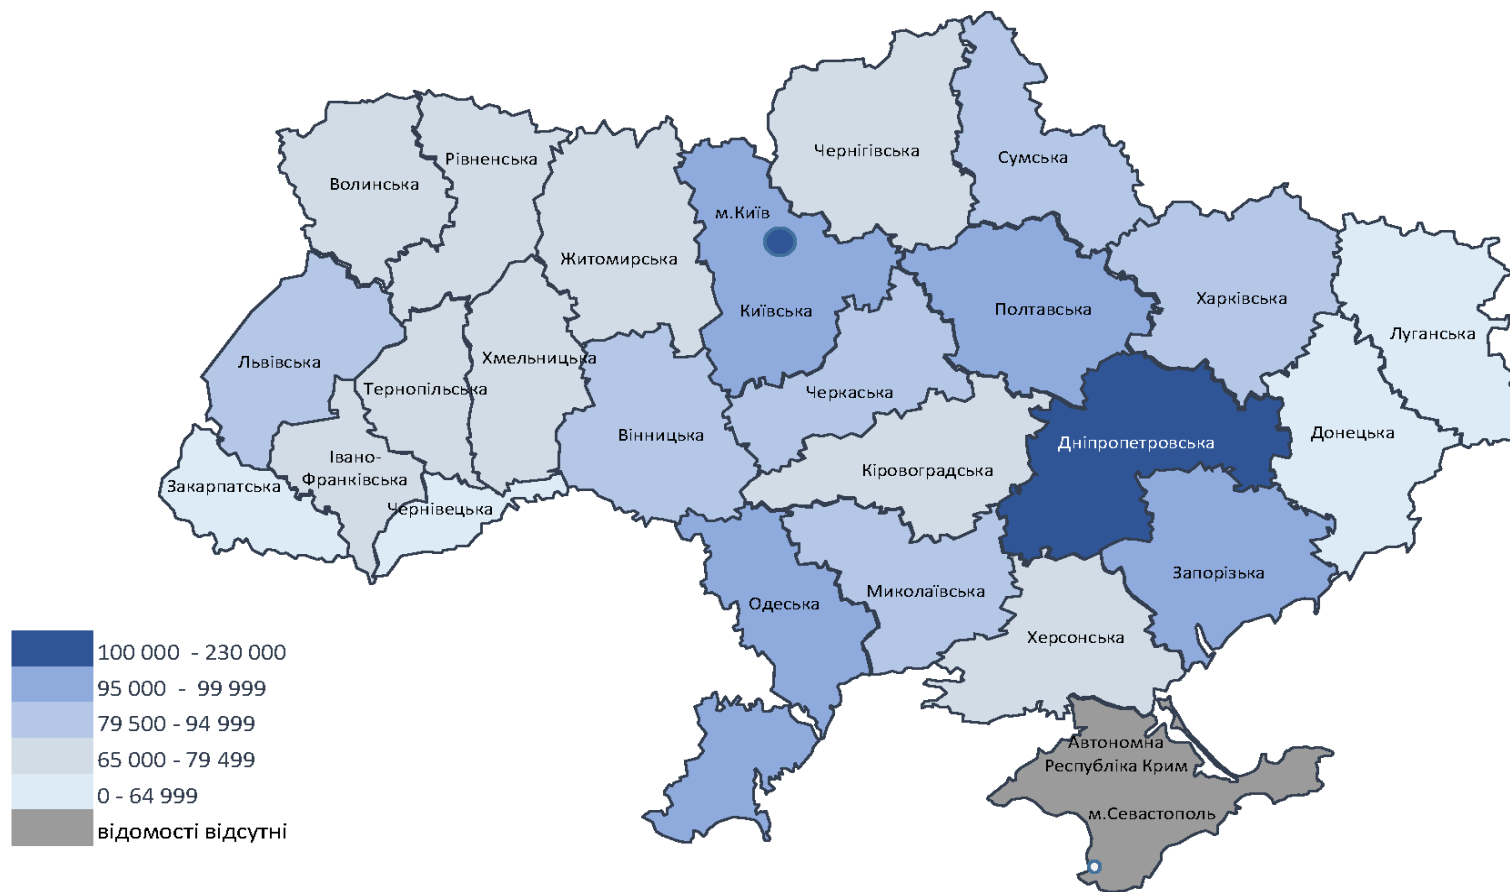 Чернігівська
Сумська
Рівненська
Волинська
м.Київ
Житомирська
Київська
Полтавська
Харківська
Луганська
Львівська
Хмельницька
Тернопільська
Черкаська
Вінницька
Дніпропетровська
Донецька
Івано-
Франківська
Кіровоградська
Закарпатська
Чернівецька
Запорізька
Миколаївська
Одеська
Херсонська
Автономна
Республіка Крим
м.Севастополь
100 000 - 230 000
95 000 - 99 999
79 500 - 94 999
65 000 - 79 499
0 - 64 999
відомості відсутні